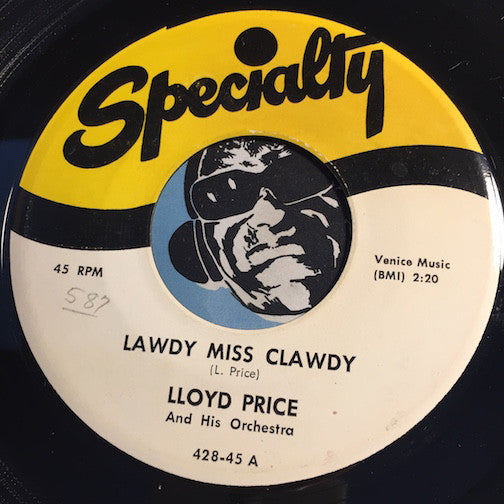 Specialty
45 RPM
587
Venice Music
(BMI) 2:20
LAWDY MISS CLAWDY
(L. Price)
LLOYD PRICE
And His Orchestra
428-45 A